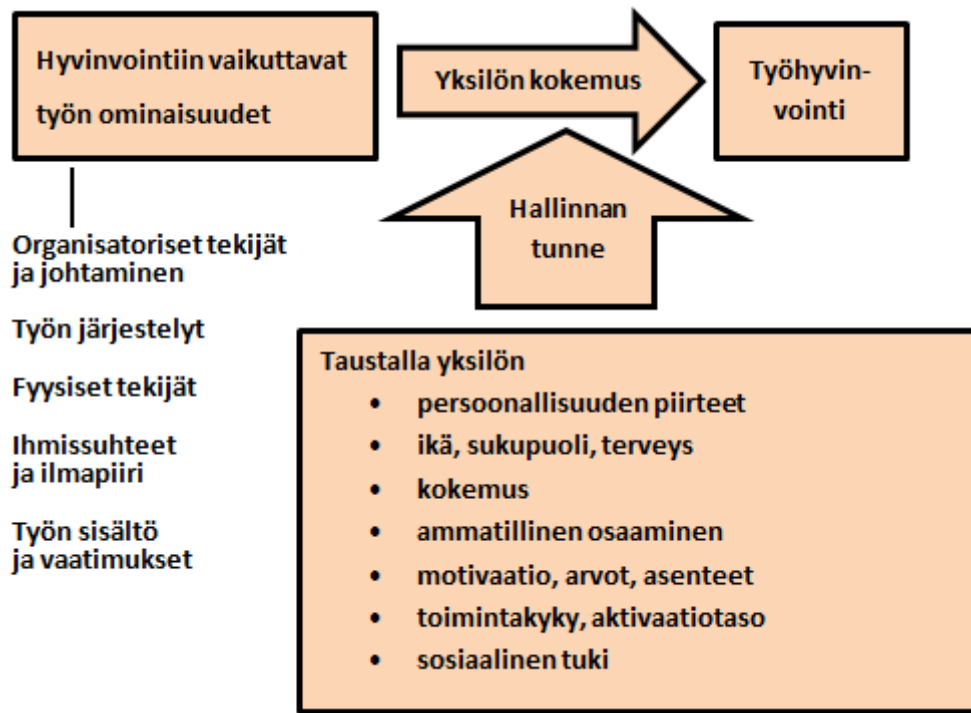 Hyvinvointiin vaikuttavat
työn ominaisuudet
Yksilön kokemus
Työhyvin-
vointi
Hallinnan
tunne
Organisatoriset tekijät
ja johtaminen
Työn järjestelyt
Fyysiset tekijät
Ihmissuhteet
ja ilmapiiri
Työn sisältö
ja vaatimukset
Taustalla yksilön
• persoonallisuuden piirteet
• ikä, sukupuoli, terveys
• kokemus
• ammatillinen osaaminen
• motivaatio, arvot, asenteet
• toimintakyky, aktivaatiotaso
• sosiaalinen tuki